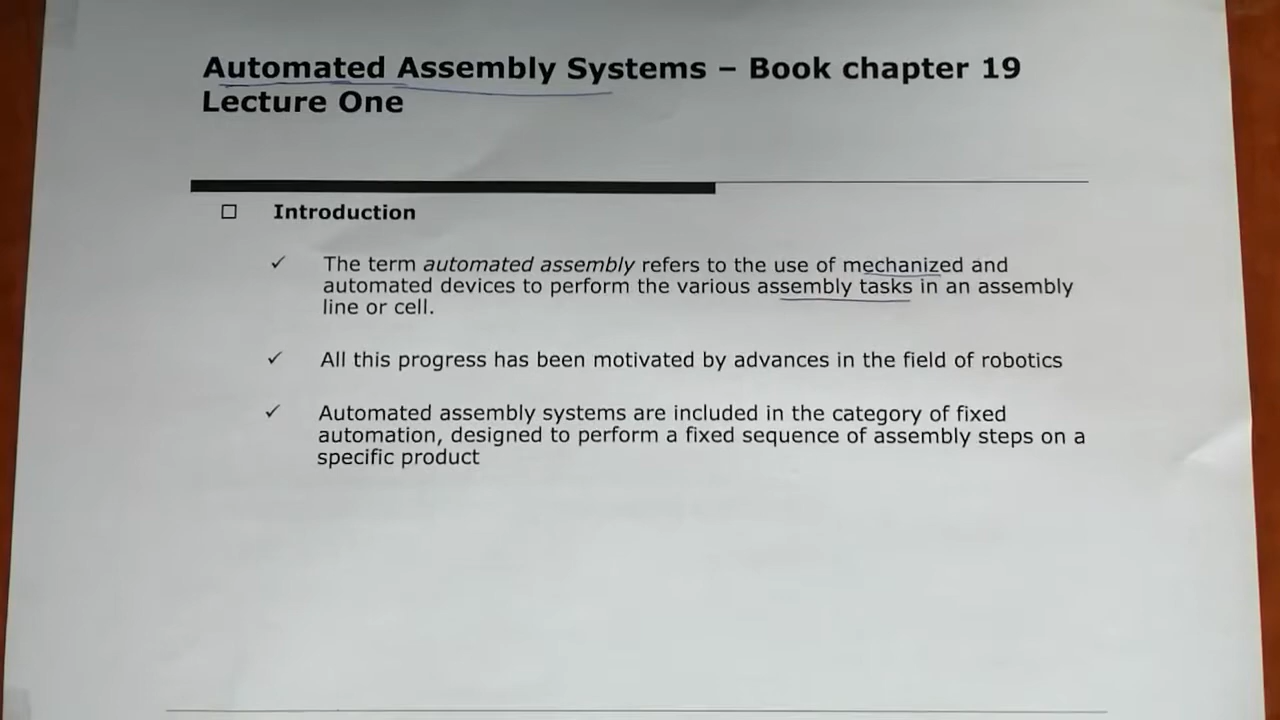 Automated Assembly Systems – Book chapter 19
Lecture One
Introduction
The term automated assembly refers to the use of mechanized and
automated devices to perform the various assembly tasks in an assembly
line or cell.
All this progress has been motivated by advances in the field of robotics
Automated assembly systems are included in the category of fixed
automation, designed to perform a fixed sequence of assembly steps on a
specific product